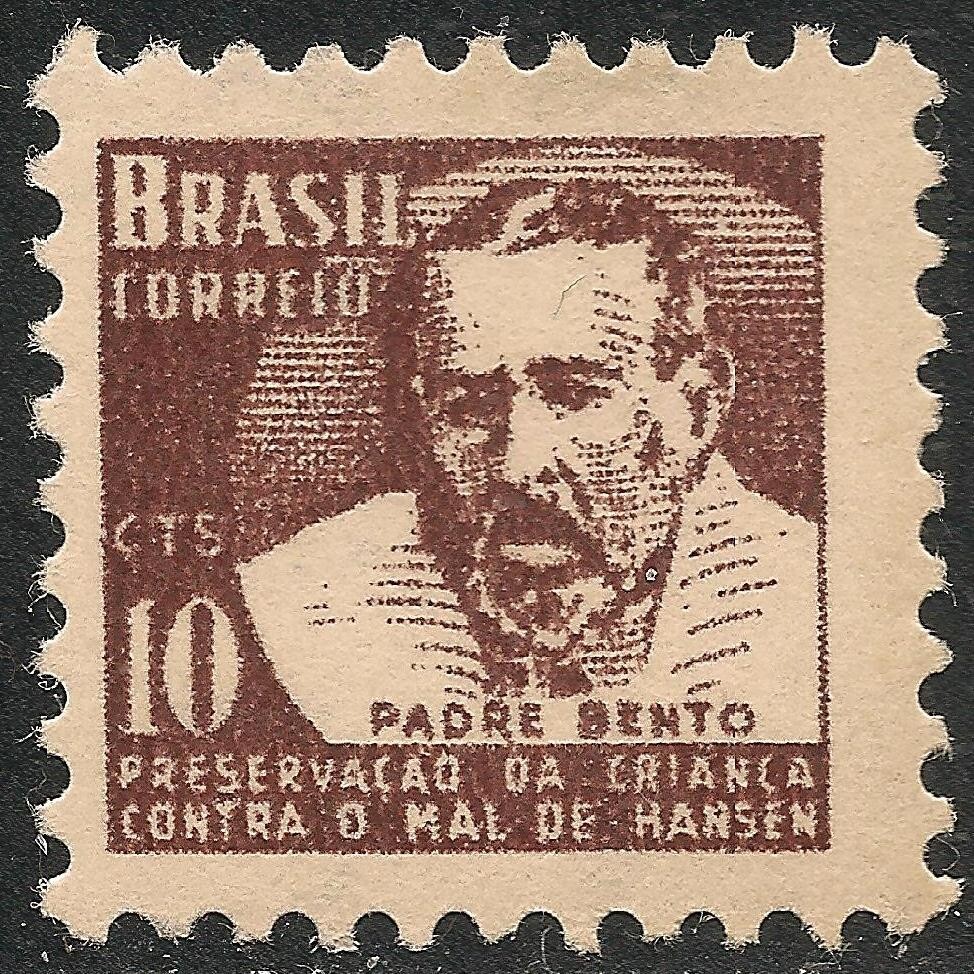 BRASIL
CORREIO
CTS
10
PADRE BENTO
PRESERVAÇÃO DA CRIANÇA
CONTRA O MAL DE HANSEN